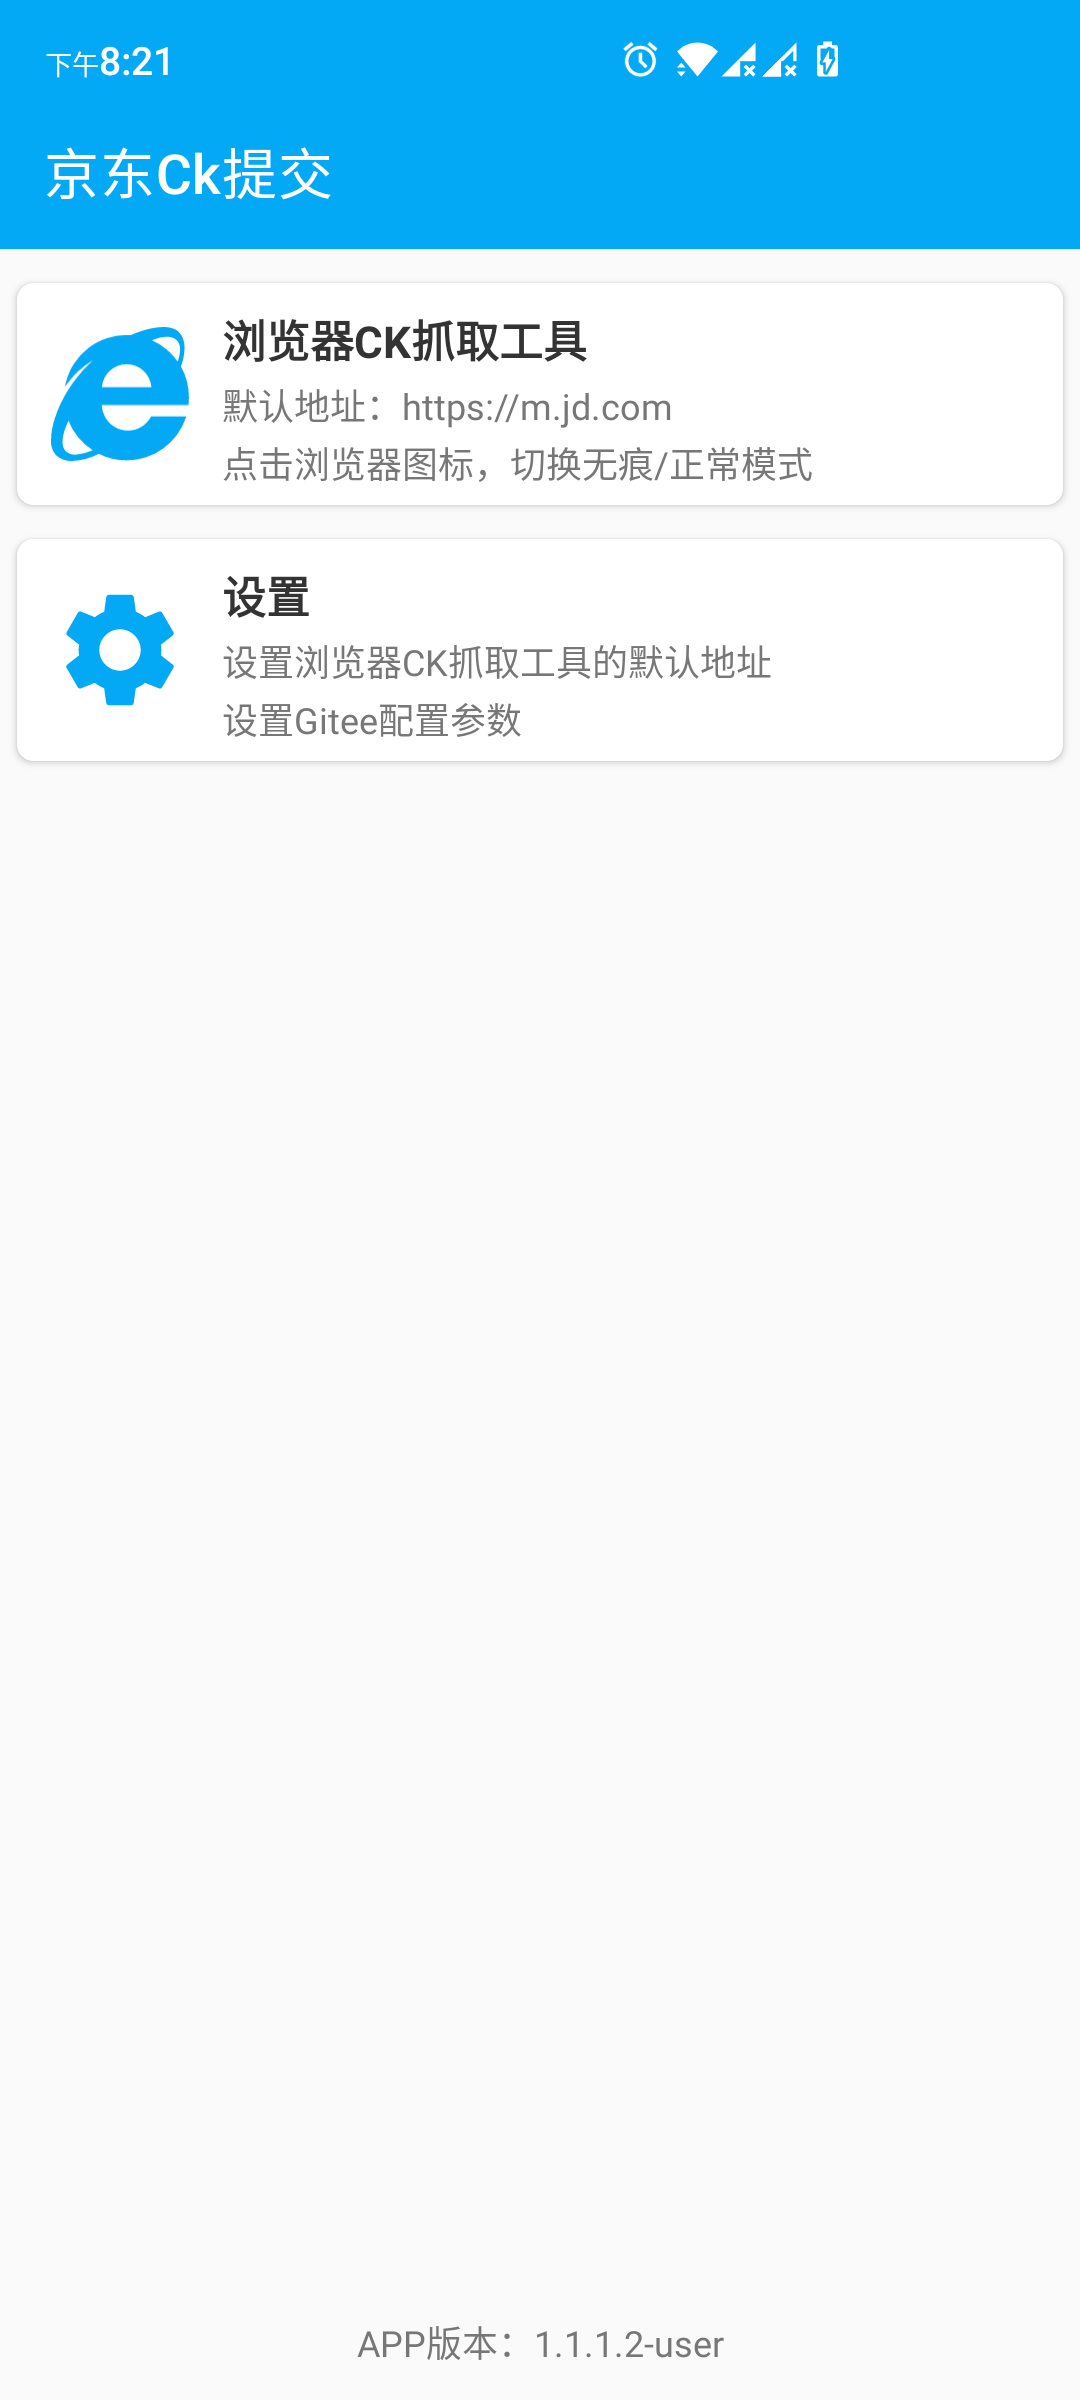 下午8:21
京东Ck提交
浏览器CK抓取工具
默认地址：https://m.jd.com
点击浏览器图标，切换无痕/正常模式
设置
设置浏览器CK抓取工具的默认地址
设置Gitee配置参数
APP版本：1.1.1.2-user